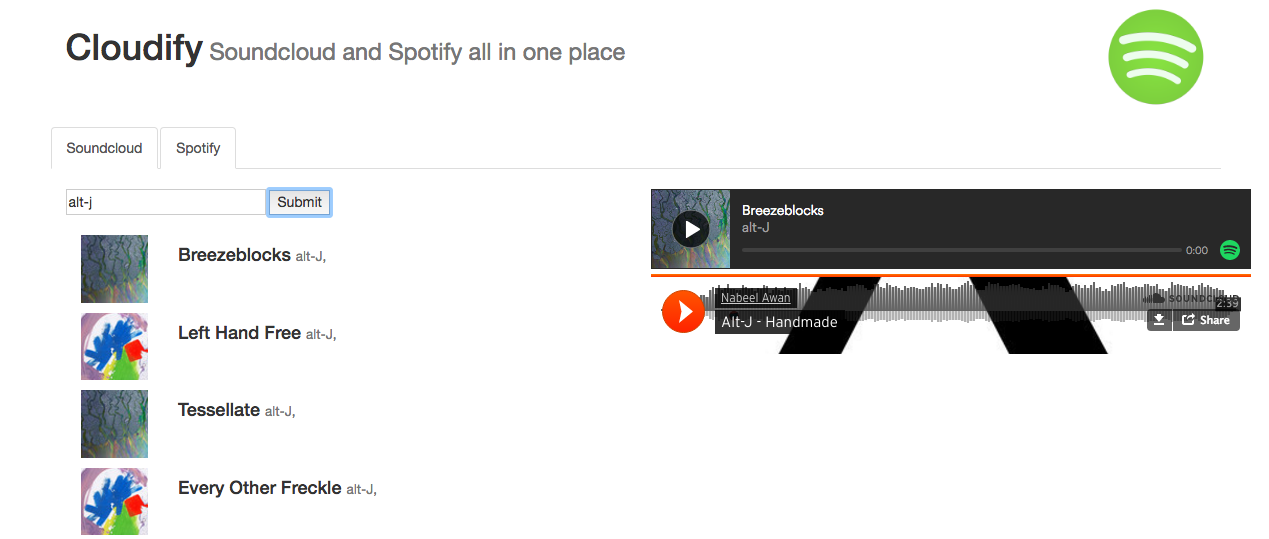 Cloudify Soundcloud and Spotify all in one place
Soundcloud
Spotify
alt-j
Submit
Breezeblocks alt-J,
Left Hand Free alt-J,
Tessellate alt-J,
Every Other Freckle alt-J,
Breezeblocks
alt-J
0:00
Nabeel Awan
SOUNDCLOUD
2:39
Alt-J - Handmade
Share